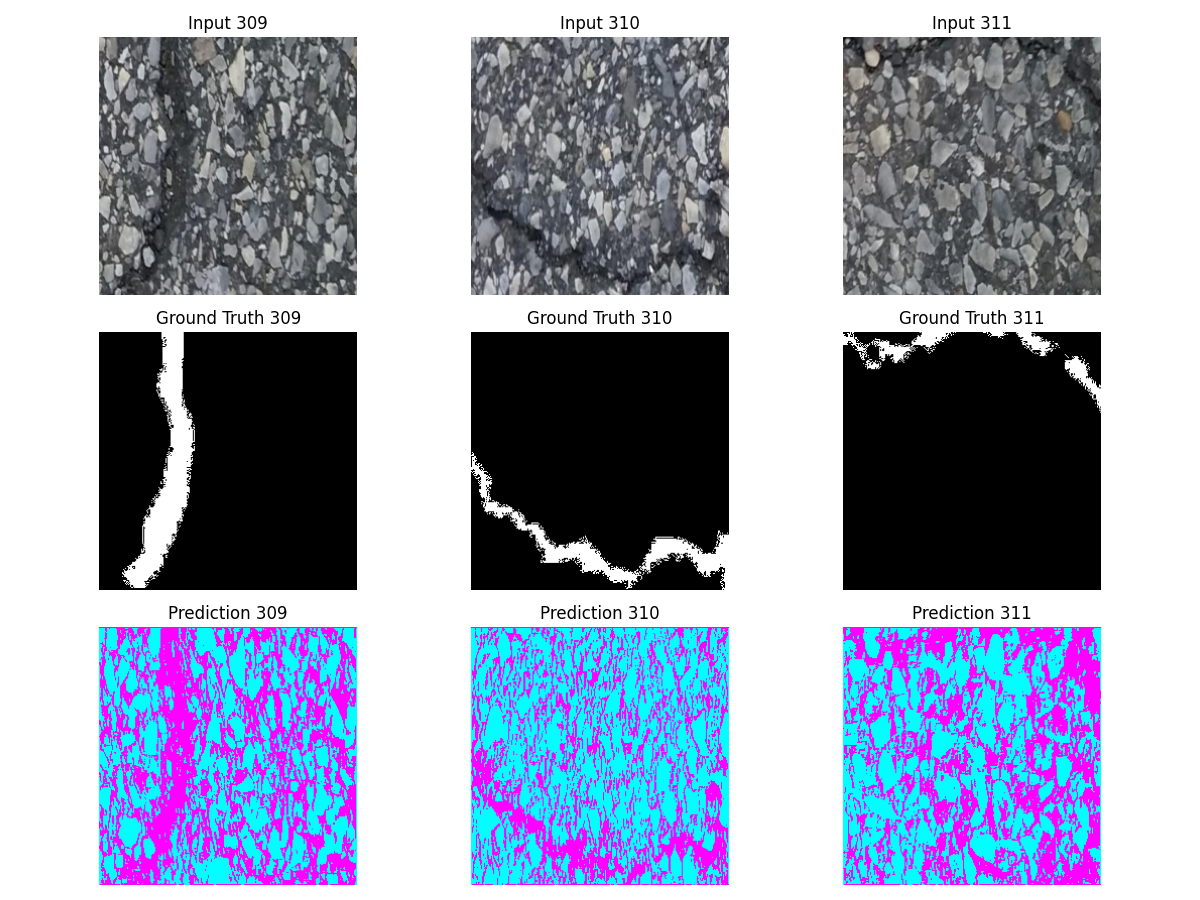 Input 309
Input 310
Input 311
Ground Truth 309
Ground Truth 310
Ground Truth 311
Prediction 309
Prediction 310
Prediction 311